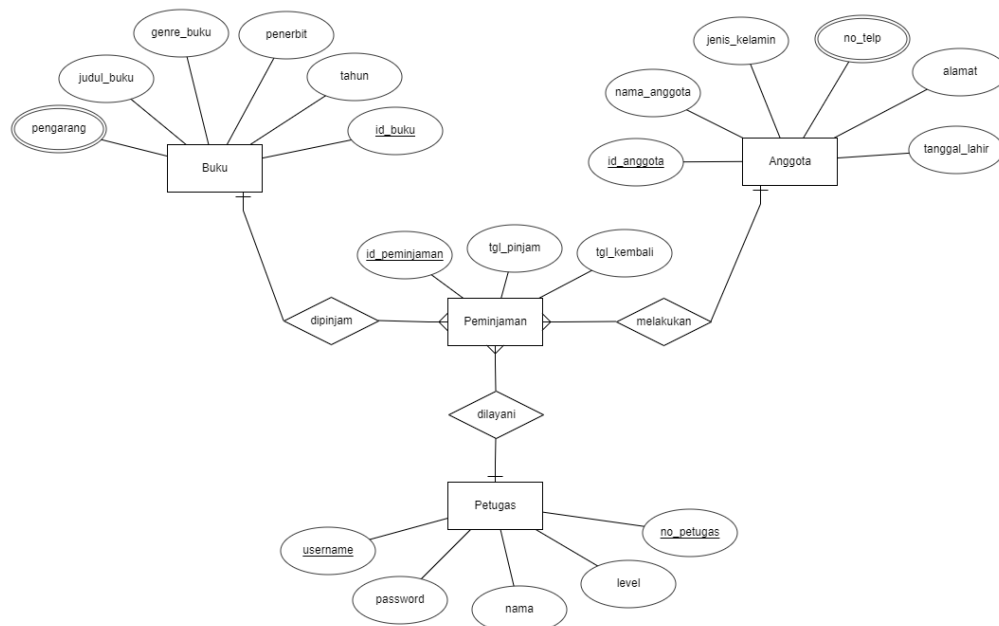 genre_buku
penerbit
judul_buku
tahun
pengarang
id_buku
Buku
jenis_kelamin
no_telp
nama_anggota
alamat
id_anggota
Anggota
tanggal_lahir
id_peminjaman
tgl_pinjam
tgl_kembali
dipinjam
Peminjaman
melakukan
dilayani
Petugas
username
no_petugas
password
nama
level